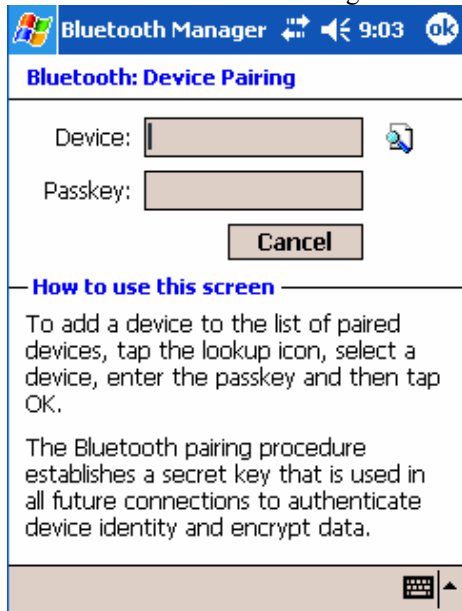 Bluetooth Manager 9:03 ok
Bluetooth: Device Pairing
Device:
Passkey:
Cancel
How to use this screen
To add a device to the list of paired
devices, tap the lookup icon, select a
device, enter the passkey and then tap
OK.
The Bluetooth pairing procedure
establishes a secret key that is used in
all future connections to authenticate
device identity and encrypt data.